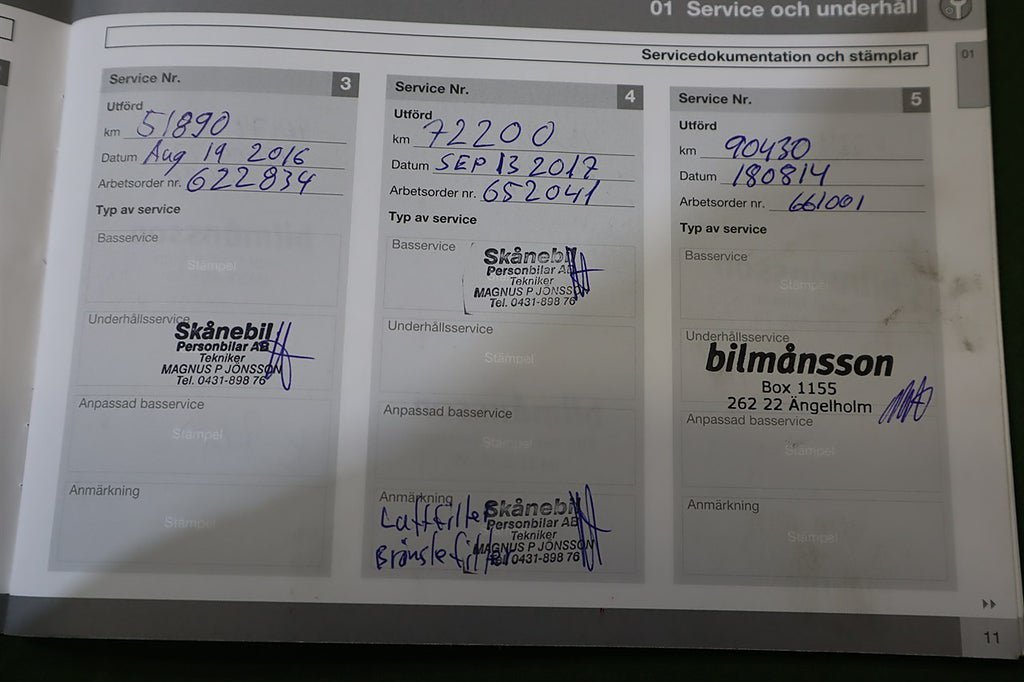 01 Service och underhåll
Servicedokumentation och stämplar
01
Service Nr. 3
Utförd
km 51890
Datum Aug 19 2016
Arbetsorder nr. 622834
Typ av service
Basservice
Stämpel
Underhållsservice
Skånebil
Personbilar AB
Tekniker
MAGNUS P JÖNSSON
Tel. 0431-898 76
Anpassad basservice
Stämpel
Anmärkning
Stämpel
Service Nr. 4
Utförd
km 72200
Datum SEP 13 2017
Arbetsorder nr. 652041
Typ av service
Basservice
Skånebil
Personbilar AB
Tekniker
MAGNUS P JÖNSSON
Tel. 0431-898 76
Underhållsservice
Stämpel
Anpassad basservice
Stämpel
Anmärkning
Luftfilter
Bränslefilter
Skånebil
Personbilar AB
Tekniker
MAGNUS P JÖNSSON
Tel. 0431-898 76
Service Nr. 5
Utförd
km 90430
Datum 180814
Arbetsorder nr. 661001
Typ av service
Basservice
Stämpel
Underhållsservice
bilmånsson
Box 1155
262 22 Ängelholm
Anpassad basservice
Stämpel
Anmärkning
Stämpel
11